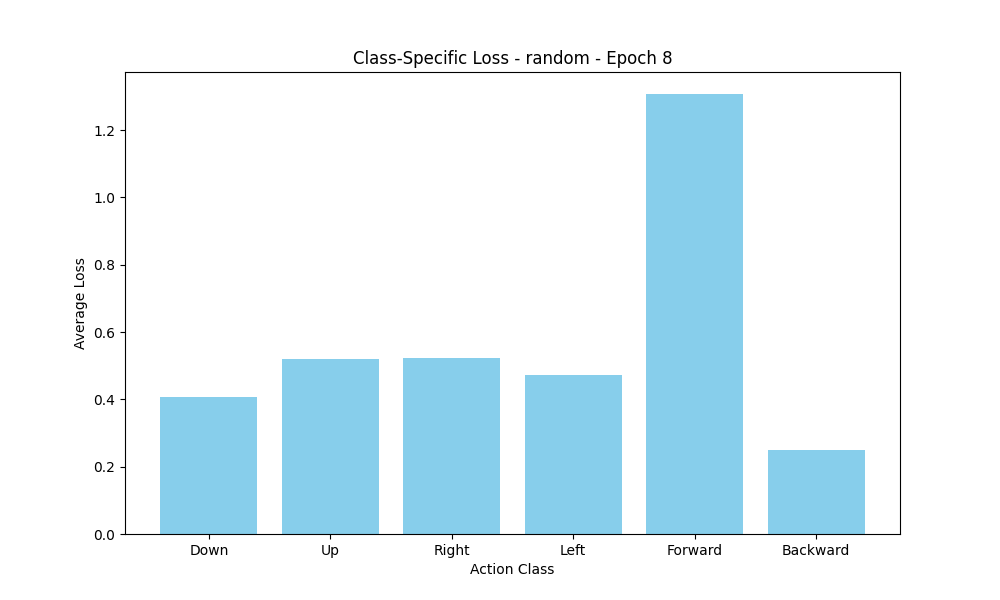 Class-Specific Loss - random - Epoch 8
Average Loss
1.2
1.0
0.8
0.6
0.4
0.2
0.0
Down Up Right Left Forward Backward
Action Class